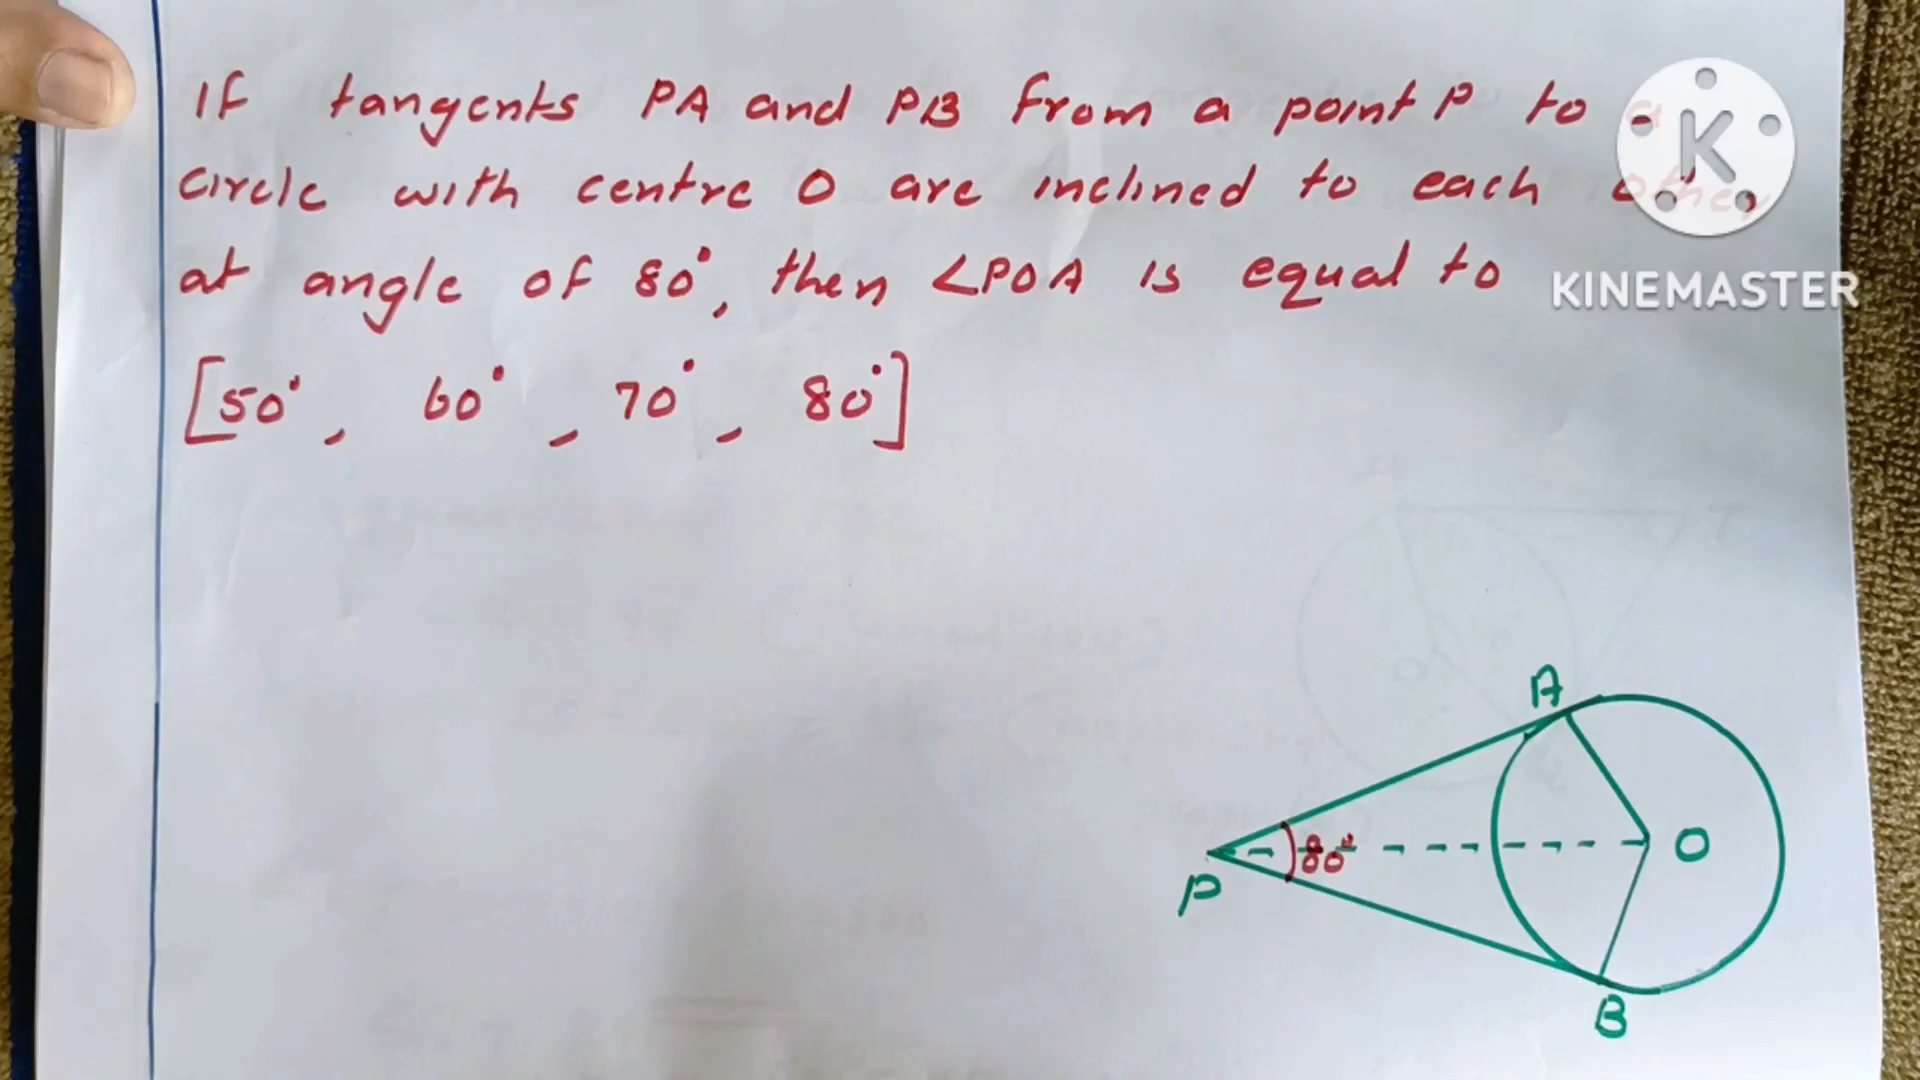 If tangents PA and PB from a point P to a
circle with centre O are inclined to each other
at angle of 80°, then ∠POA is equal to
[50°, 60°, 70°, 80°]
K
KINEMASTER
A
80°
O
P
B